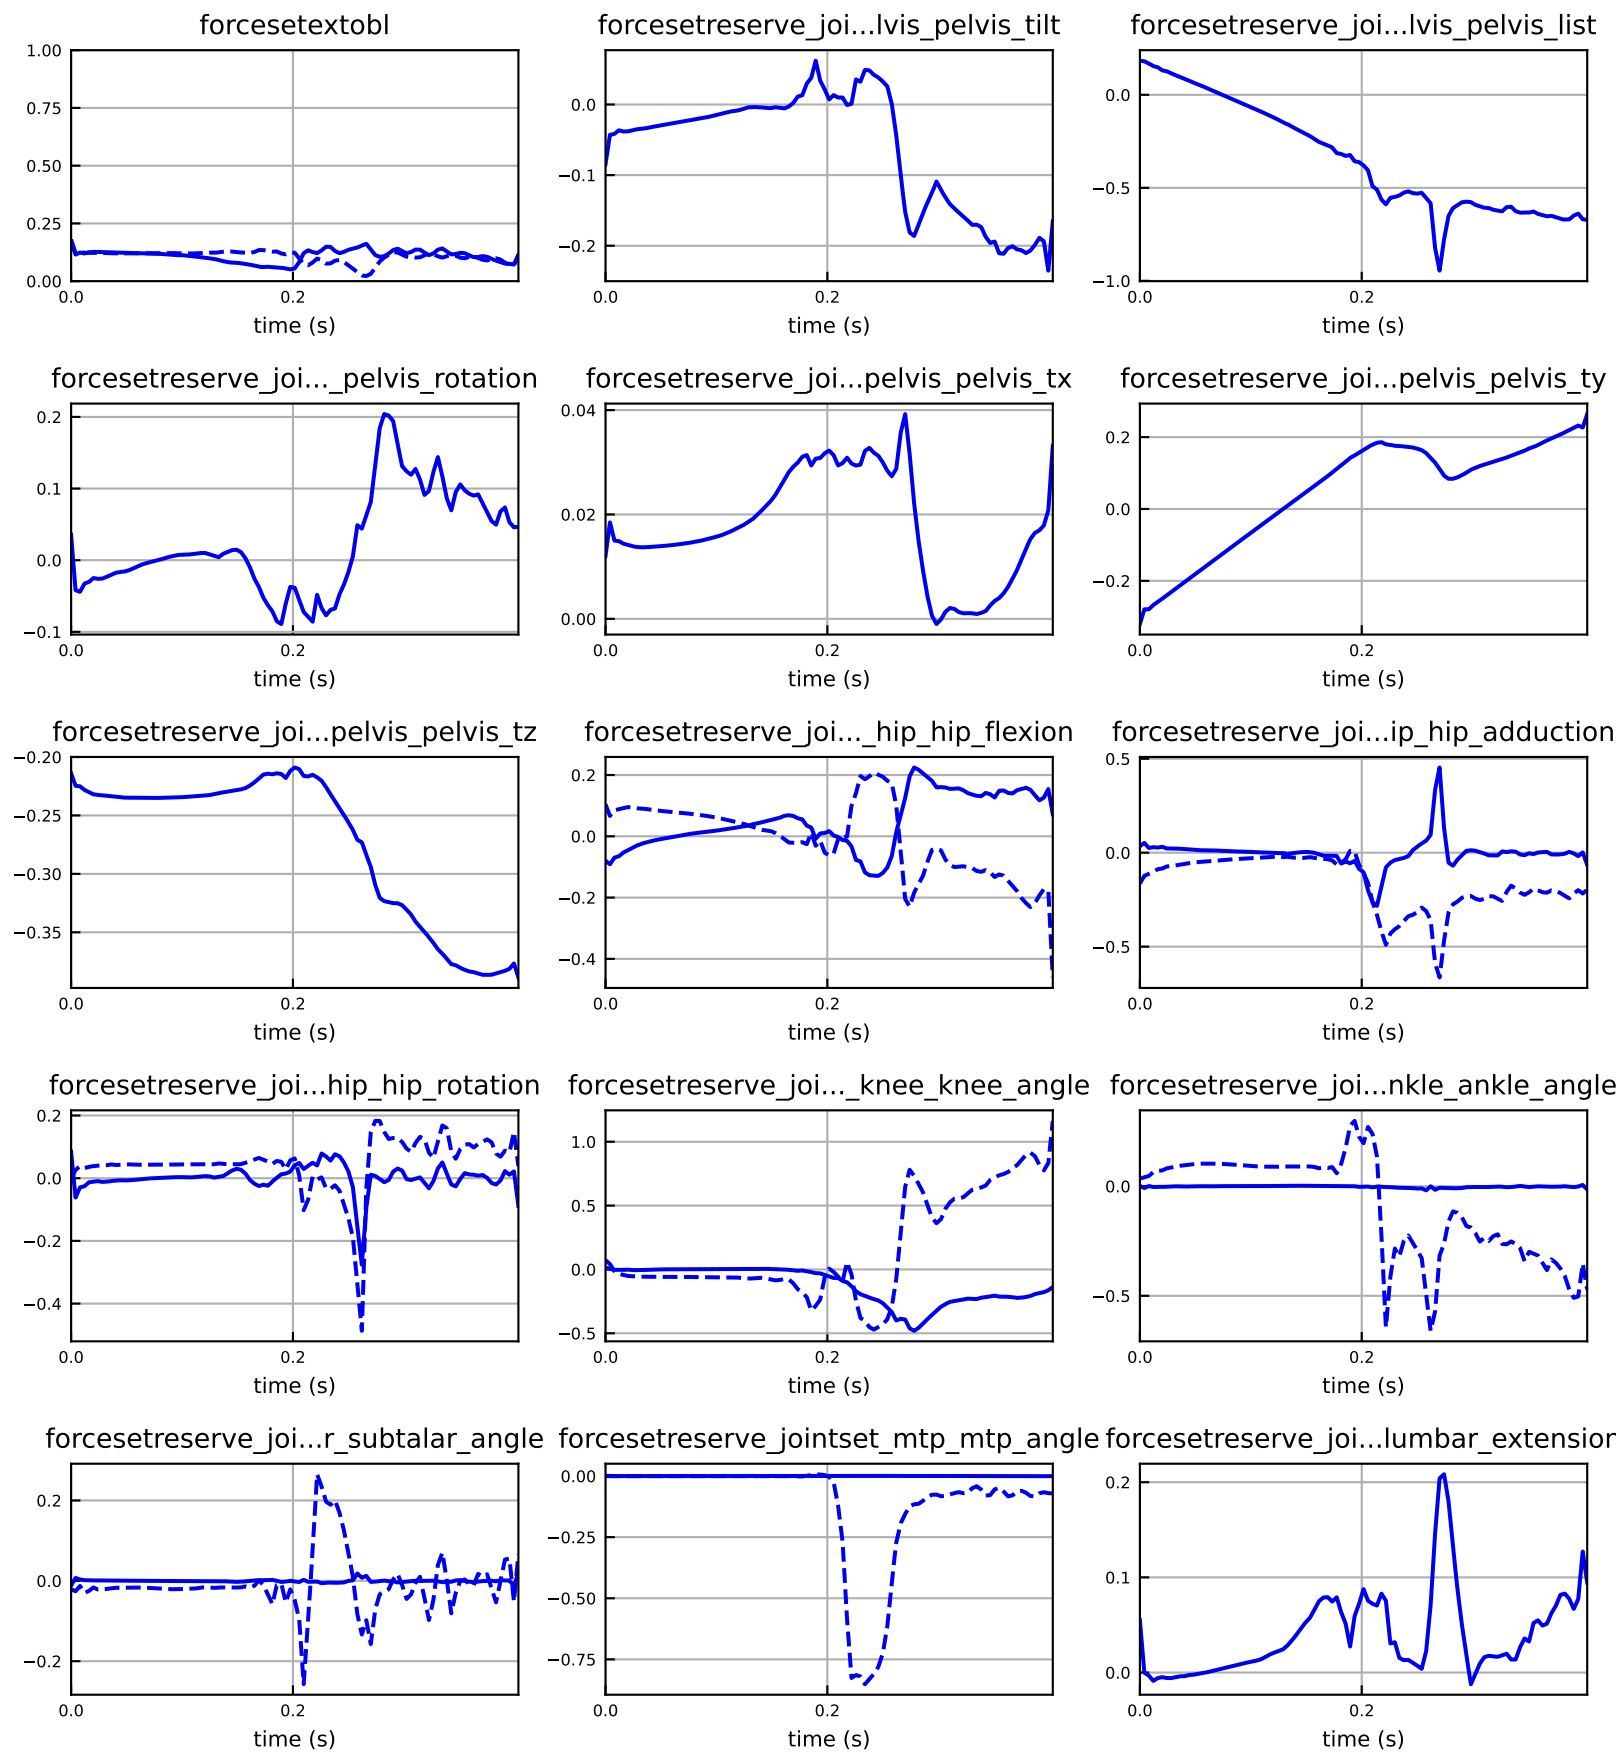 forcesetextobl
forcesetreserve_joi...lvis_pelvis_tilt
forcesetreserve_joi...lvis_pelvis_list
1.00
0.75
0.50
0.25
0.00
0.0
0.2
time (s)
0.0
−0.1
−0.2
0.0
0.2
time (s)
0.0
−0.5
−1.0
0.0
0.2
time (s)
forcesetreserve_joi..._pelvis_rotation
forcesetreserve_joi...pelvis_pelvis_tx
forcesetreserve_joi...pelvis_pelvis_ty
0.2
0.1
0.0
−0.1
0.0
0.2
time (s)
0.04
0.02
0.00
0.0
0.2
time (s)
0.2
0.0
−0.2
0.0
0.2
time (s)
forcesetreserve_joi...pelvis_pelvis_tz
forcesetreserve_joi..._hip_hip_flexion
forcesetreserve_joi...ip_hip_adduction
−0.20
−0.25
−0.30
−0.35
0.0
0.2
time (s)
0.2
0.0
−0.2
−0.4
0.0
0.2
time (s)
0.5
0.0
−0.5
0.0
0.2
time (s)
forcesetreserve_joi...hip_hip_rotation
forcesetreserve_joi..._knee_knee_angle
forcesetreserve_joi...nkle_ankle_angle
0.2
0.0
−0.2
−0.4
0.0
0.2
time (s)
1.0
0.5
0.0
−0.5
0.0
0.2
time (s)
0.0
−0.5
0.0
0.2
time (s)
forcesetreserve_joi...r_subtalar_angle
forcesetreserve_jointset_mtp_mtp_angle
forcesetreserve_joi...lumbar_extension
0.2
0.0
−0.2
0.0
0.2
time (s)
0.00
−0.25
−0.50
−0.75
0.0
0.2
time (s)
0.2
0.1
0.0
0.0
0.2
time (s)